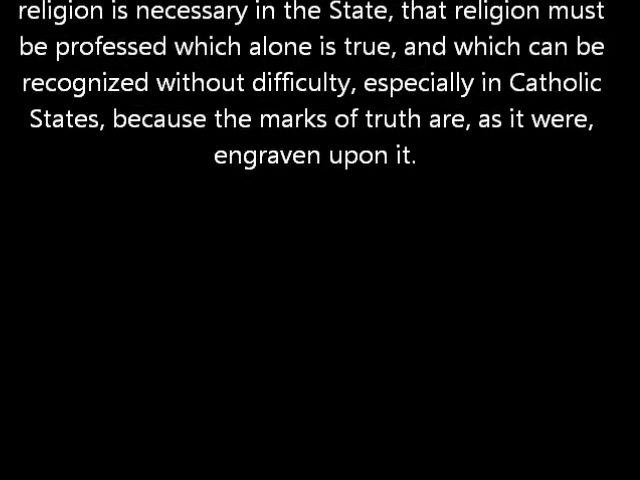 religion is necessary in the State, that religion must
be professed which alone is true, and which can be
recognized without difficulty, especially in Catholic
States, because the marks of truth are, as it were,
engraven upon it.